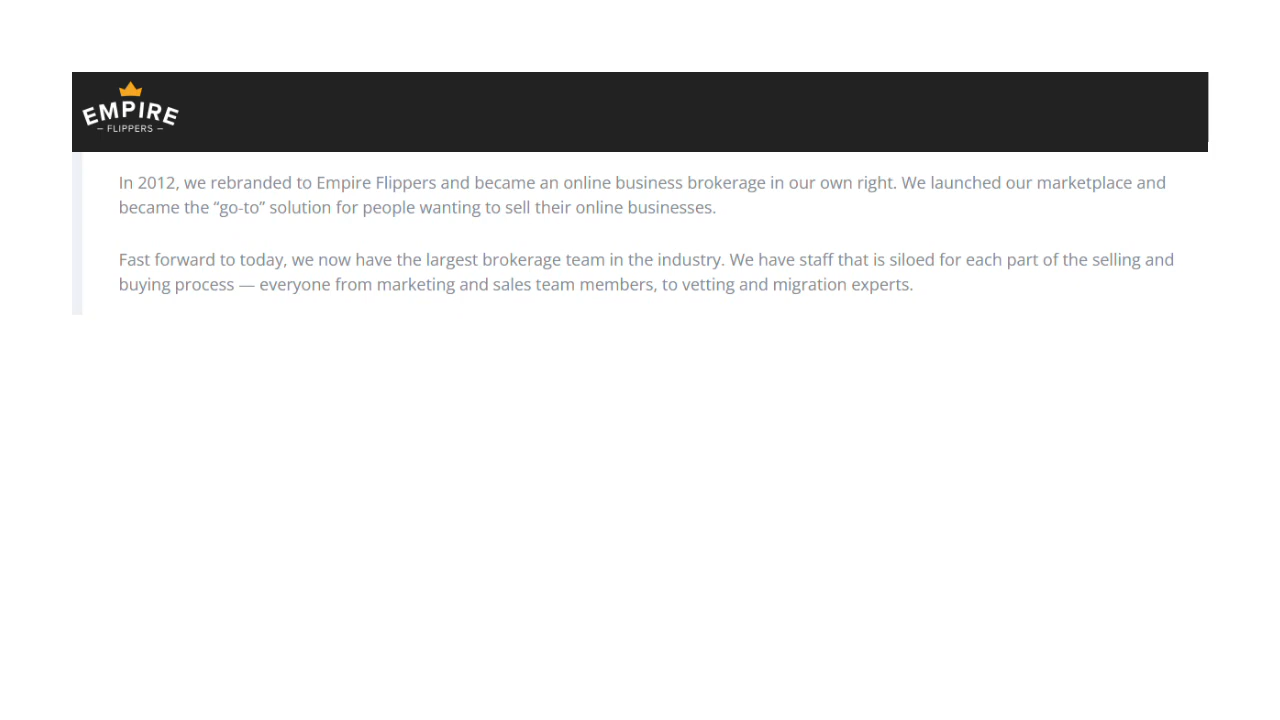 EMPIRE
– FLIPPERS –
In 2012, we rebranded to Empire Flippers and became an online business brokerage in our own right. We launched our marketplace and
became the “go-to” solution for people wanting to sell their online businesses.
Fast forward to today, we now have the largest brokerage team in the industry. We have staff that is siloed for each part of the selling and
buying process — everyone from marketing and sales team members, to vetting and migration experts.